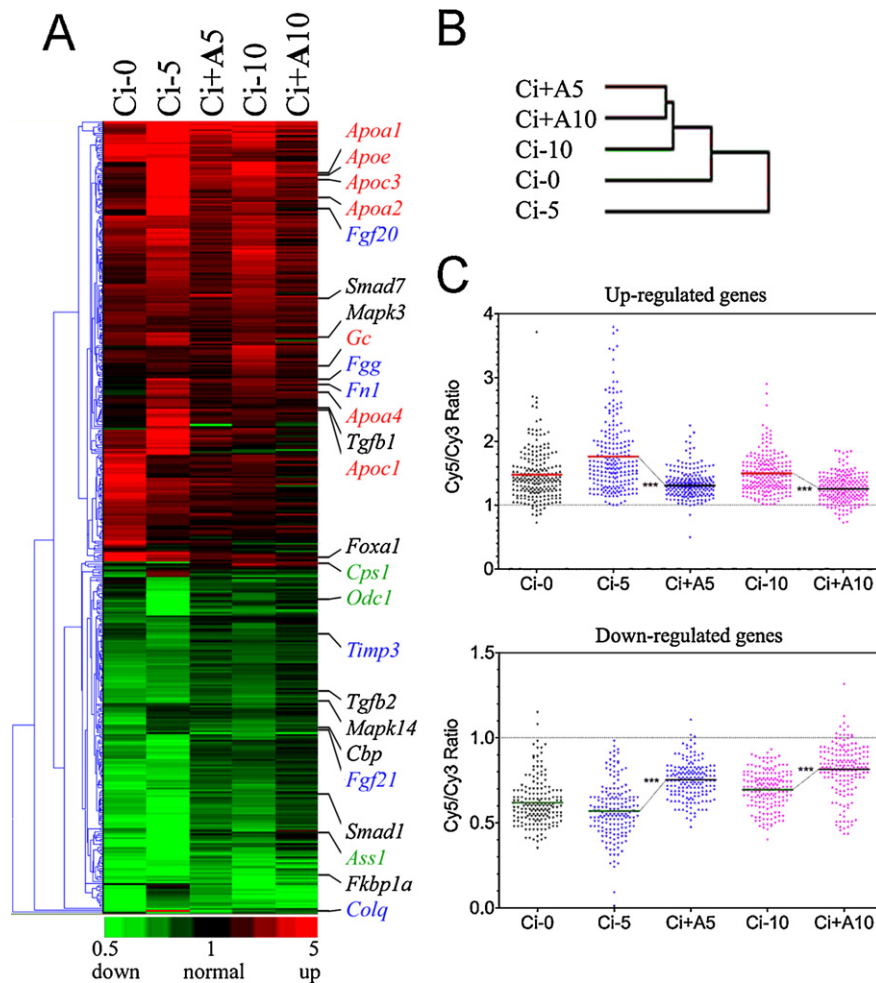 A
Ci-0 Ci-5 Ci+A5 Ci-10 Ci+A10
Apoa1
Apoe
Apoc3
Apoa2
Fgf20
Smad7
Mapk3
Gc
Fgg
Fn1
Apoa4
Tgfb1
Apoc1
Foxa1
Cps1
Odc1
Timp3
Tgfb2
Mapk14
Cbp
Fgf21
Smad1
Ass1
Fkbp1a
Colq
0.5 1 5
down normal up
B
Ci+A5
Ci+A10
Ci-10
Ci-0
Ci-5
C
Up-regulated genes
Cy5/Cy3 Ratio
4
3
2
1
0
*** ***
Ci-0 Ci-5 Ci+A5 Ci-10 Ci+A10
Down-regulated genes
Cy5/Cy3 Ratio
1.5
1.0
0.5
0.0
*** ***
Ci-0 Ci-5 Ci+A5 Ci-10 Ci+A10